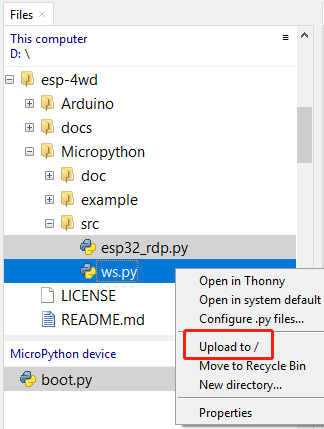 Files ×
This computer
D: \
esp-4wd
Arduino
docs
Micropython
doc
example
src
esp32_rdp.py
ws.py
LICENSE
README.md
Open in Thonny
Open in system default
Configure .py files...
Upload to /
Move to Recycle Bin
New directory...
Properties
MicroPython device
boot.py